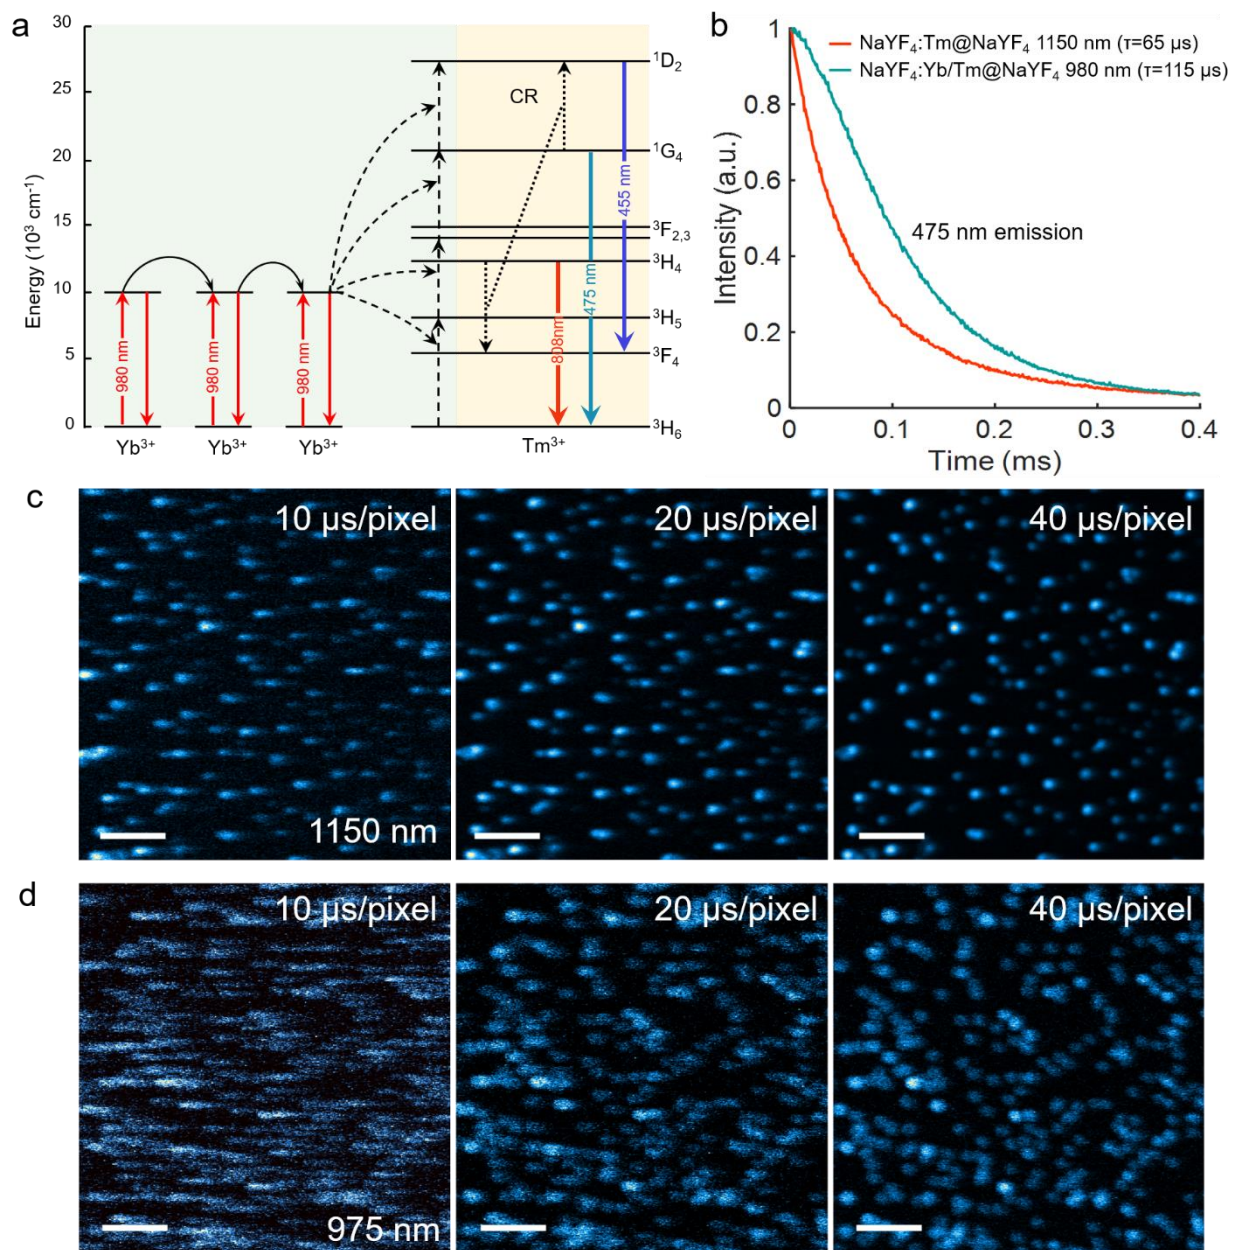 a
Energy (10³ cm⁻¹)
30
25
20
15
10
5
0
980 nm
980 nm
980 nm
Yb³⁺
Yb³⁺
Yb³⁺
Tm³⁺
CR
808nm
475 nm
455 nm
¹D₂
¹G₄
³F₂,₃
³H₄
³H₅
³F₄
³H₆
b
Intensity (a.u.)
1
0.8
0.6
0.4
0.2
0
NaYF₄:Tm@NaYF₄ 1150 nm (τ=65 μs)
NaYF₄:Yb/Tm@NaYF₄ 980 nm (τ=115 μs)
475 nm emission
0
0.1
0.2
0.3
0.4
Time (ms)
c
10 μs/pixel
20 μs/pixel
40 μs/pixel
1150 nm
d
10 μs/pixel
20 μs/pixel
40 μs/pixel
975 nm